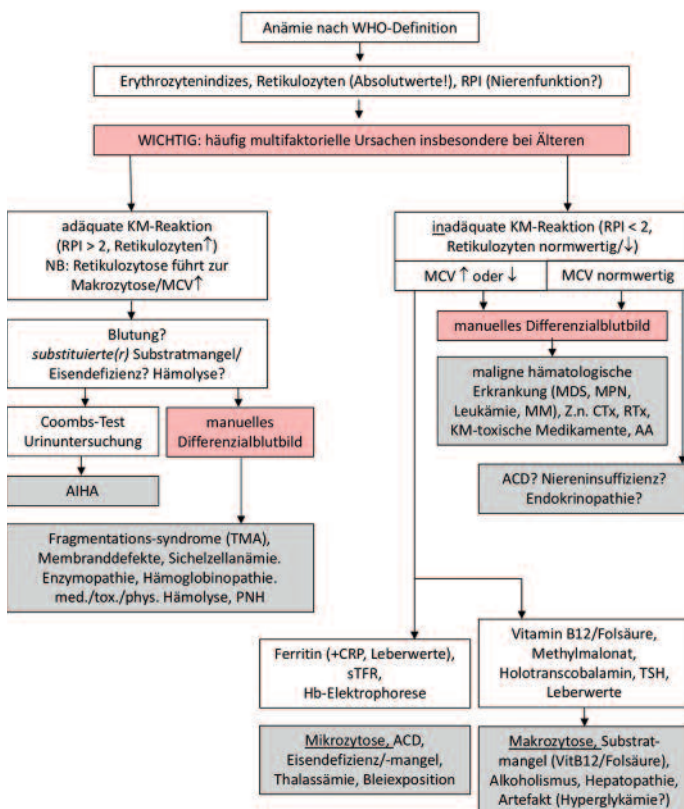 Anämie nach WHO-Definition
Erythrozytenindizes, Retikulozyten (Absolutwerte!), RPI (Nierenfunktion?)
WICHTIG: häufig multifaktorielle Ursachen insbesondere bei Älteren
adäquate KM-Reaktion
(RPI > 2, Retikulozyten↑)
NB: Retikulozytose führt zur
Makrozytose/MCV↑
Blutung?
substituierte(r) Substratmangel/
Eisendefizienz? Hämolyse?
Coombs-Test
Urinuntersuchung
manuelles
Differenzialblutbild
AIHA
Fragmentations-syndrome (TMA),
Membranddefekte, Sichelzellanämie.
Enzymopathie, Hämoglobinopathie.
med./tox./phys. Hämolyse, PNH
inadäquate KM-Reaktion (RPI < 2,
Retikulozyten normwertig/↓)
MCV ↑ oder ↓
MCV normwertig
manuelles Differenzialblutbild
maligne hämatologische
Erkrankung (MDS, MPN,
Leukämie, MM), Z.n. CTx, RTx,
KM-toxische Medikamente, AA
ACD? Niereninsuffizienz?
Endokrinopathie?
Ferritin (+CRP, Leberwerte),
sTFR,
Hb-Elektrophorese
Vitamin B12/Folsäure,
Methylmalonat,
Holotranscobalamin, TSH,
Leberwerte
Mikrozytose, ACD,
Eisendefizienz/-mangel,
Thalassämie, Bleiexposition
Makrozytose, Substrat-
mangel (VitB12/Folsäure),
Alkoholismus, Hepatopathie,
Artefakt (Hyperglykämie?)